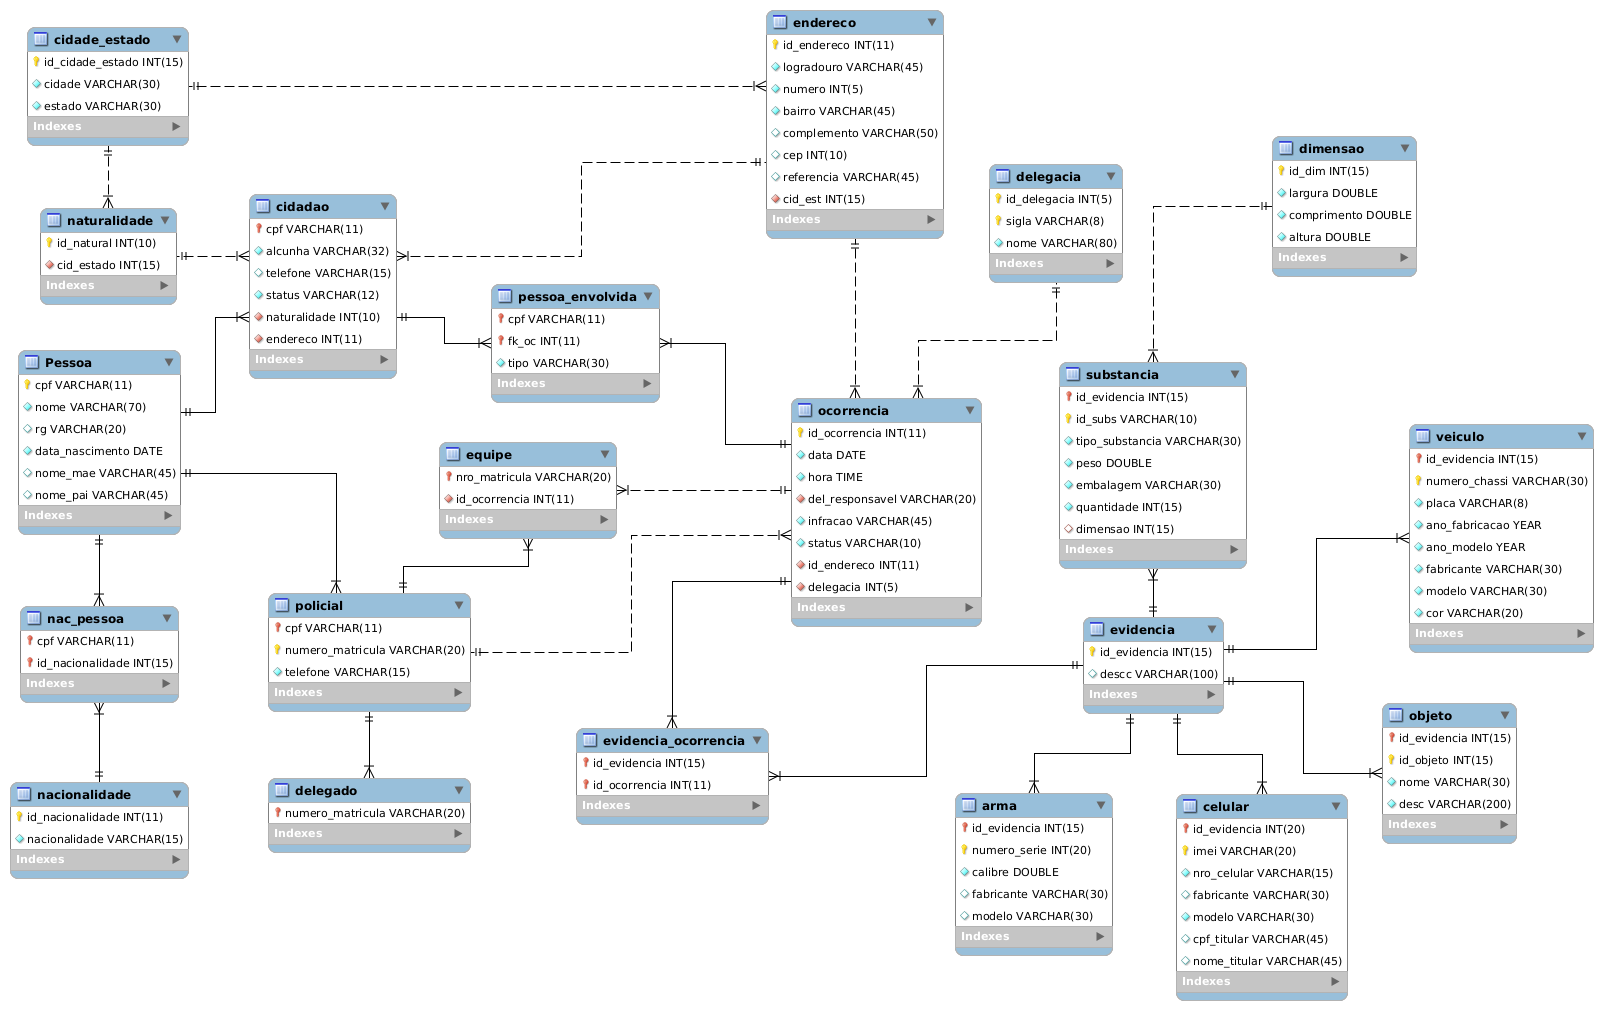 cidade_estado
id_cidade_estado INT(15)
cidade VARCHAR(30)
estado VARCHAR(30)
Indexes
endereco
id_endereco INT(11)
logradouro VARCHAR(45)
numero INT(5)
bairro VARCHAR(45)
complemento VARCHAR(50)
cep INT(10)
referencia VARCHAR(45)
cid_est INT(15)
Indexes
naturalidade
id_natural INT(10)
cid_estado INT(15)
Indexes
cidadao
cpf VARCHAR(11)
alcunha VARCHAR(32)
telefone VARCHAR(15)
status VARCHAR(12)
naturalidade INT(10)
endereco INT(11)
Indexes
delegacia
id_delegacia INT(5)
sigla VARCHAR(8)
nome VARCHAR(80)
Indexes
dimensao
id_dim INT(15)
largura DOUBLE
comprimento DOUBLE
altura DOUBLE
Indexes
pessoa_envolvida
cpf VARCHAR(11)
fk_oc INT(11)
tipo VARCHAR(30)
Indexes
Pessoa
cpf VARCHAR(11)
nome VARCHAR(70)
rg VARCHAR(20)
data_nascimento DATE
nome_mae VARCHAR(45)
nome_pai VARCHAR(45)
Indexes
equipe
nro_matricula VARCHAR(20)
id_ocorrencia INT(11)
Indexes
ocorrencia
id_ocorrencia INT(11)
data DATE
hora TIME
del_responsavel VARCHAR(20)
infracao VARCHAR(45)
status VARCHAR(10)
id_endereco INT(11)
delegacia INT(5)
Indexes
substancia
id_evidencia INT(15)
id_subs VARCHAR(10)
tipo_substancia VARCHAR(30)
peso DOUBLE
embalagem VARCHAR(30)
quantidade INT(15)
dimensao INT(15)
Indexes
veiculo
id_evidencia INT(15)
numero_chassi VARCHAR(30)
placa VARCHAR(8)
ano_fabricacao YEAR
ano_modelo YEAR
fabricante VARCHAR(30)
modelo VARCHAR(30)
cor VARCHAR(20)
Indexes
nac_pessoa
cpf VARCHAR(11)
id_nacionalidade INT(15)
Indexes
policial
cpf VARCHAR(11)
numero_matricula VARCHAR(20)
telefone VARCHAR(15)
Indexes
evidencia
id_evidencia INT(15)
descc VARCHAR(100)
Indexes
evidencia_ocorrencia
id_evidencia INT(15)
id_ocorrencia INT(11)
Indexes
objeto
id_evidencia INT(15)
id_objeto INT(15)
nome VARCHAR(30)
desc VARCHAR(200)
Indexes
nacionalidade
id_nacionalidade INT(11)
nacionalidade VARCHAR(15)
Indexes
delegado
numero_matricula VARCHAR(20)
Indexes
arma
id_evidencia INT(15)
numero_serie INT(20)
calibre DOUBLE
fabricante VARCHAR(30)
modelo VARCHAR(30)
Indexes
celular
id_evidencia INT(20)
imei VARCHAR(20)
nro_celular VARCHAR(15)
fabricante VARCHAR(30)
modelo VARCHAR(30)
cpf_titular VARCHAR(45)
nome_titular VARCHAR(45)
Indexes